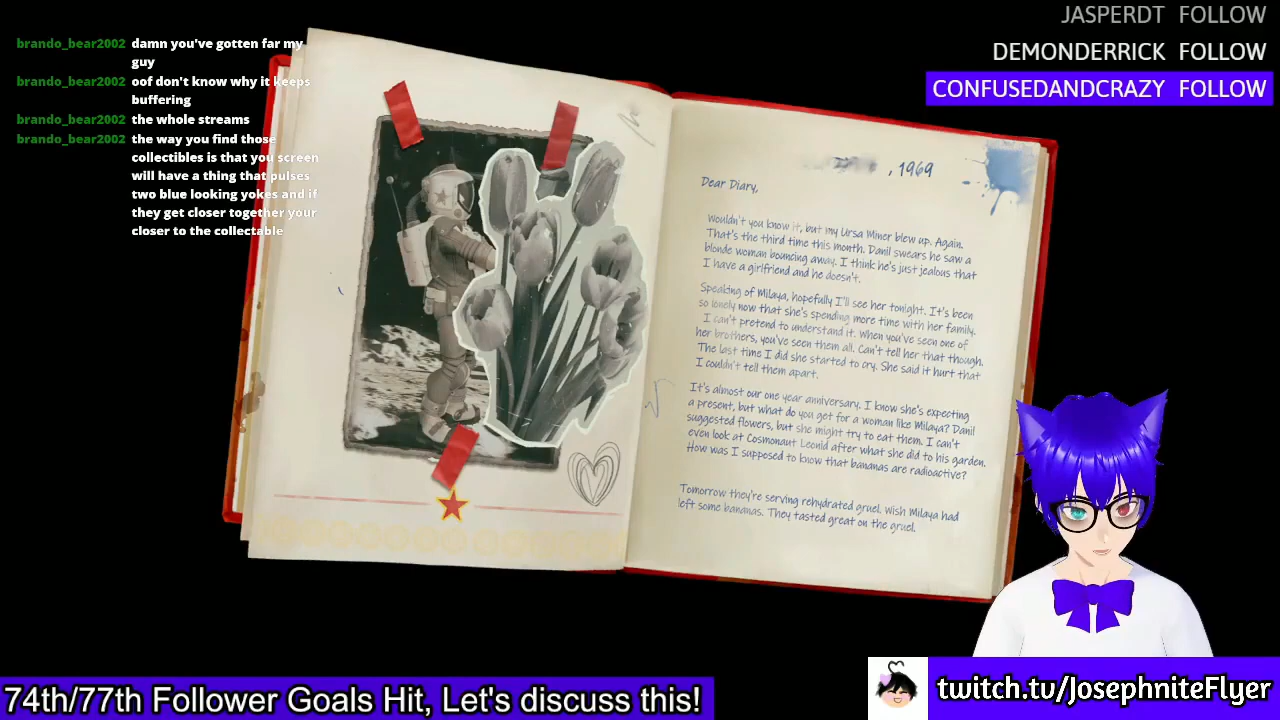 brando_bear2002 damn you've gotten far my
guy
brando_bear2002 oof don't know why it keeps
buffering
brando_bear2002 the whole streams
brando_bear2002 the way you find those
collectibles is that you screen
will have a thing that pulses
two blue looking yokes and if
they get closer together your
closer to the collectable
JASPERDT FOLLOW
DEMONDERRICK FOLLOW
CONFUSEDANDCRAZY FOLLOW
, 1969
Dear Diary,
Wouldn't you know it, but my Ursa Miner blew up. Again.
That's the third time this month. Danil swears he saw a
blonde woman bouncing away. I think he's just jealous that
I have a girlfriend and he doesn't.
Speaking of Milaya, hopefully I'll see her tonight. It's been
so lonely now that she's spending more time with her family.
I can't pretend to understand it. When you've seen one of
her brothers, you've seen them all. Can't tell her that though.
The last time I did she started to cry. She said it hurt that
I couldn't tell them apart.
It's almost our one year anniversary. I know she's expecting
a present, but what do you get for a woman like Milaya? Danil
suggested flowers, but she might try to eat them. I can't
even look at Cosmonaut Leonid after what she did to his garden.
How was I supposed to know that bananas are radioactive?
Tomorrow they're serving rehydrated gruel. Wish Milaya had
left some bananas. They tasted great on the gruel.
74th/77th Follower Goals Hit, Let's discuss this!
twitch.tv/JosephniteFlyer